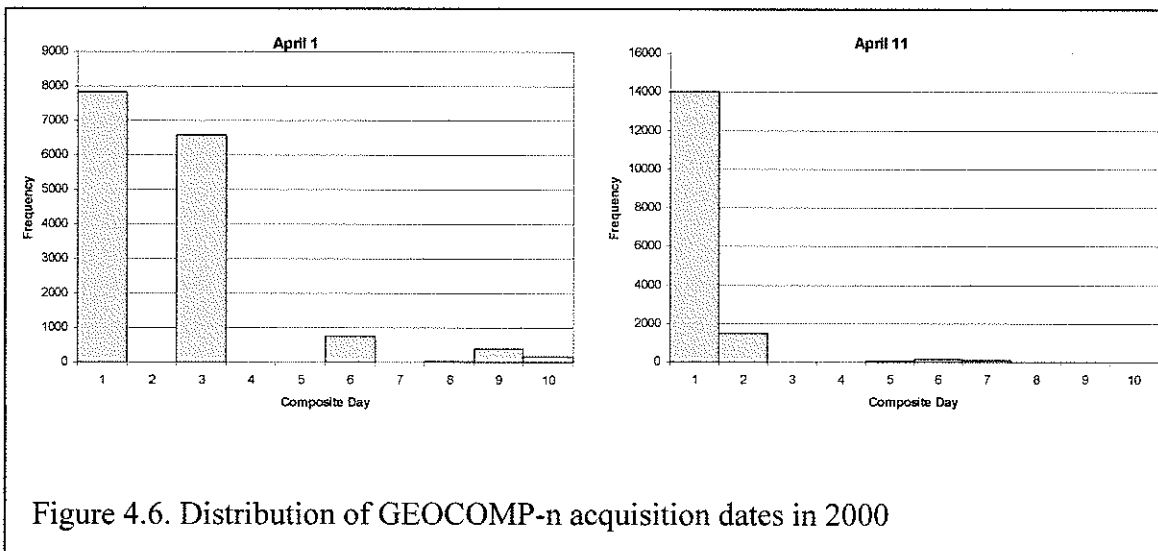 April 1
9000
8000
7000
6000
5000
4000
3000
2000
1000
0
Frequency
1 2 3 4 5 6 7 8 9 10
Composite Day
April 11
16000
14000
12000
10000
8000
6000
4000
2000
0
Frequency
1 2 3 4 5 6 7 8 9 10
Composite Day
Figure 4.6. Distribution of GEOCOMP-n acquisition dates in 2000